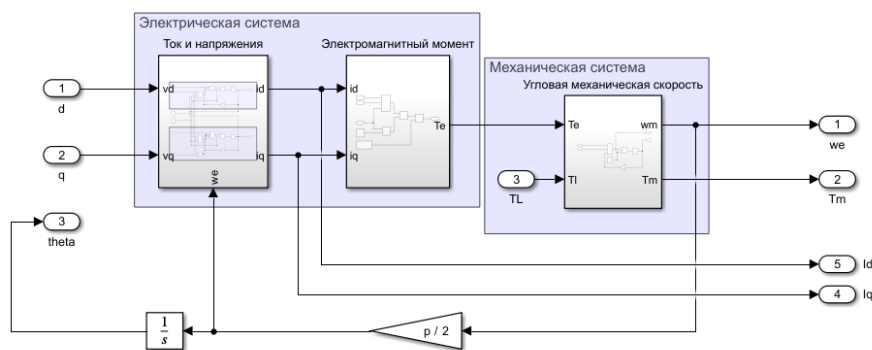 Электрическая система
Ток и напряжения
Электромагнитный момент
Механическая система
Угловая механическая скорость
1
d
vd
id
id
2
q
vq
iq
iq
we
Te
Te
wm
1
we
3
TL
Tl
Tm
2
Tm
3
theta
5
Id
4
Iq
1
s
p / 2